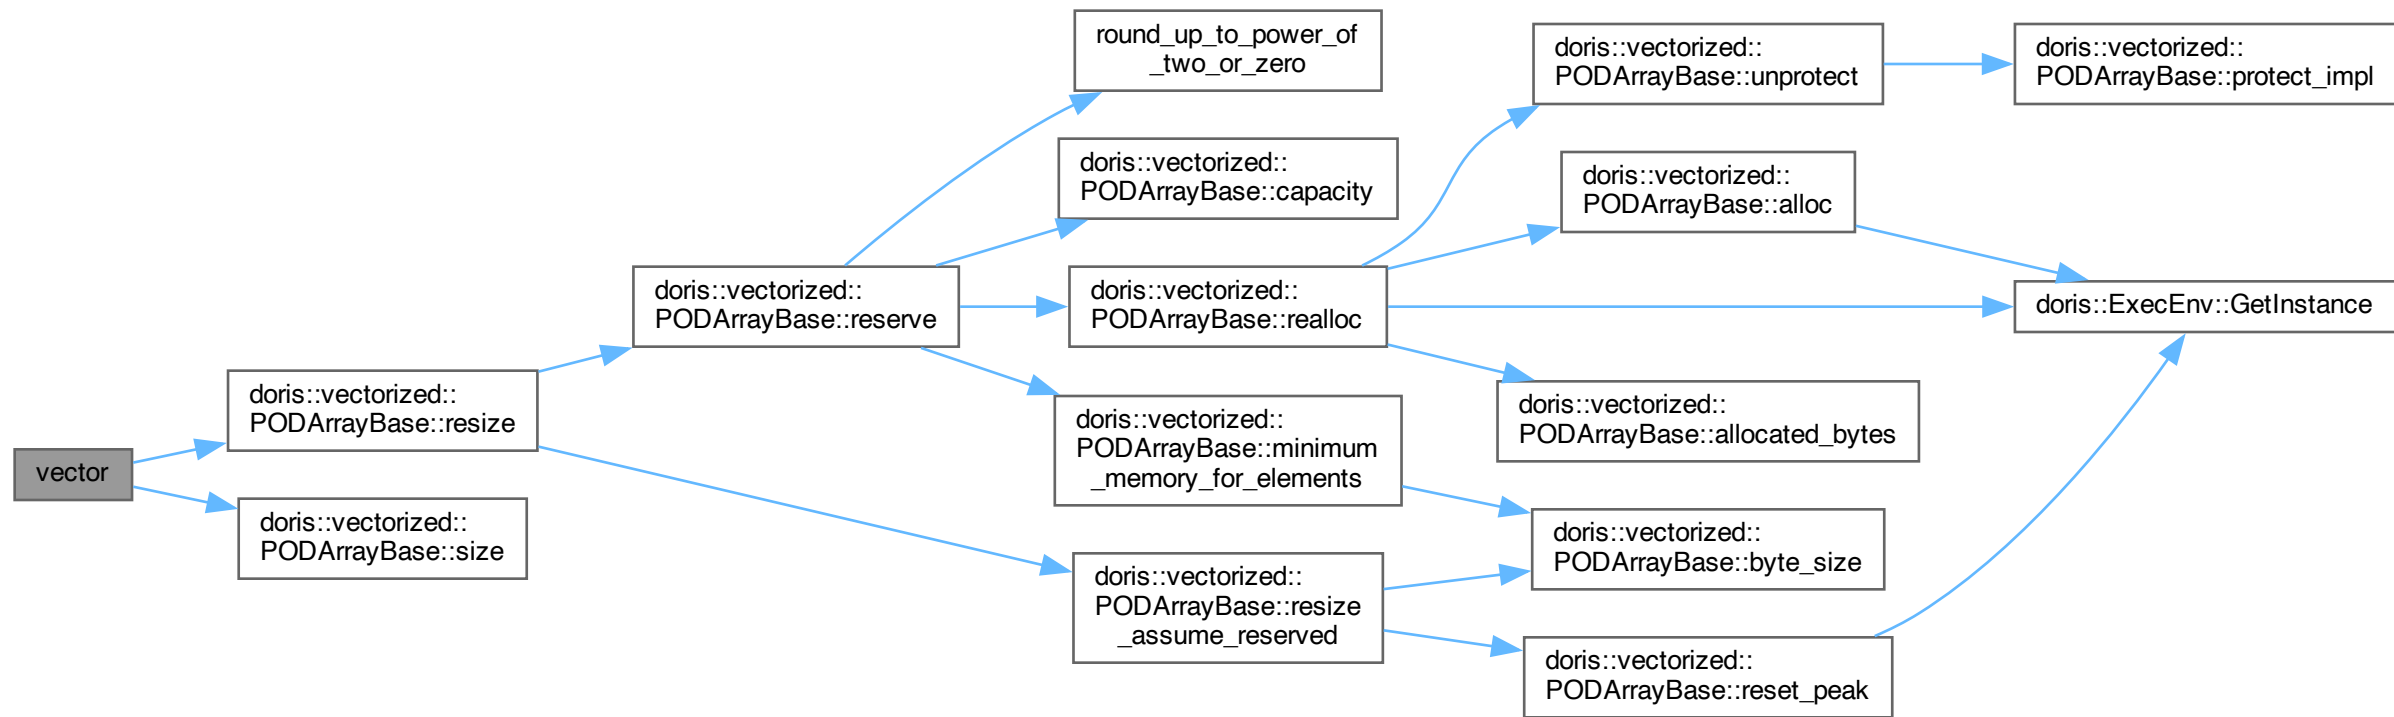 vector
doris::vectorized::
PODArrayBase::resize
doris::vectorized::
PODArrayBase::size
doris::vectorized::
PODArrayBase::reserve
round_up_to_power_of
_two_or_zero
doris::vectorized::
PODArrayBase::capacity
doris::vectorized::
PODArrayBase::realloc
doris::vectorized::
PODArrayBase::minimum
_memory_for_elements
doris::vectorized::
PODArrayBase::resize
_assume_reserved
doris::vectorized::
PODArrayBase::unprotect
doris::vectorized::
PODArrayBase::alloc
doris::vectorized::
PODArrayBase::allocated_bytes
doris::vectorized::
PODArrayBase::byte_size
doris::vectorized::
PODArrayBase::reset_peak
doris::vectorized::
PODArrayBase::protect_impl
doris::ExecEnv::GetInstance